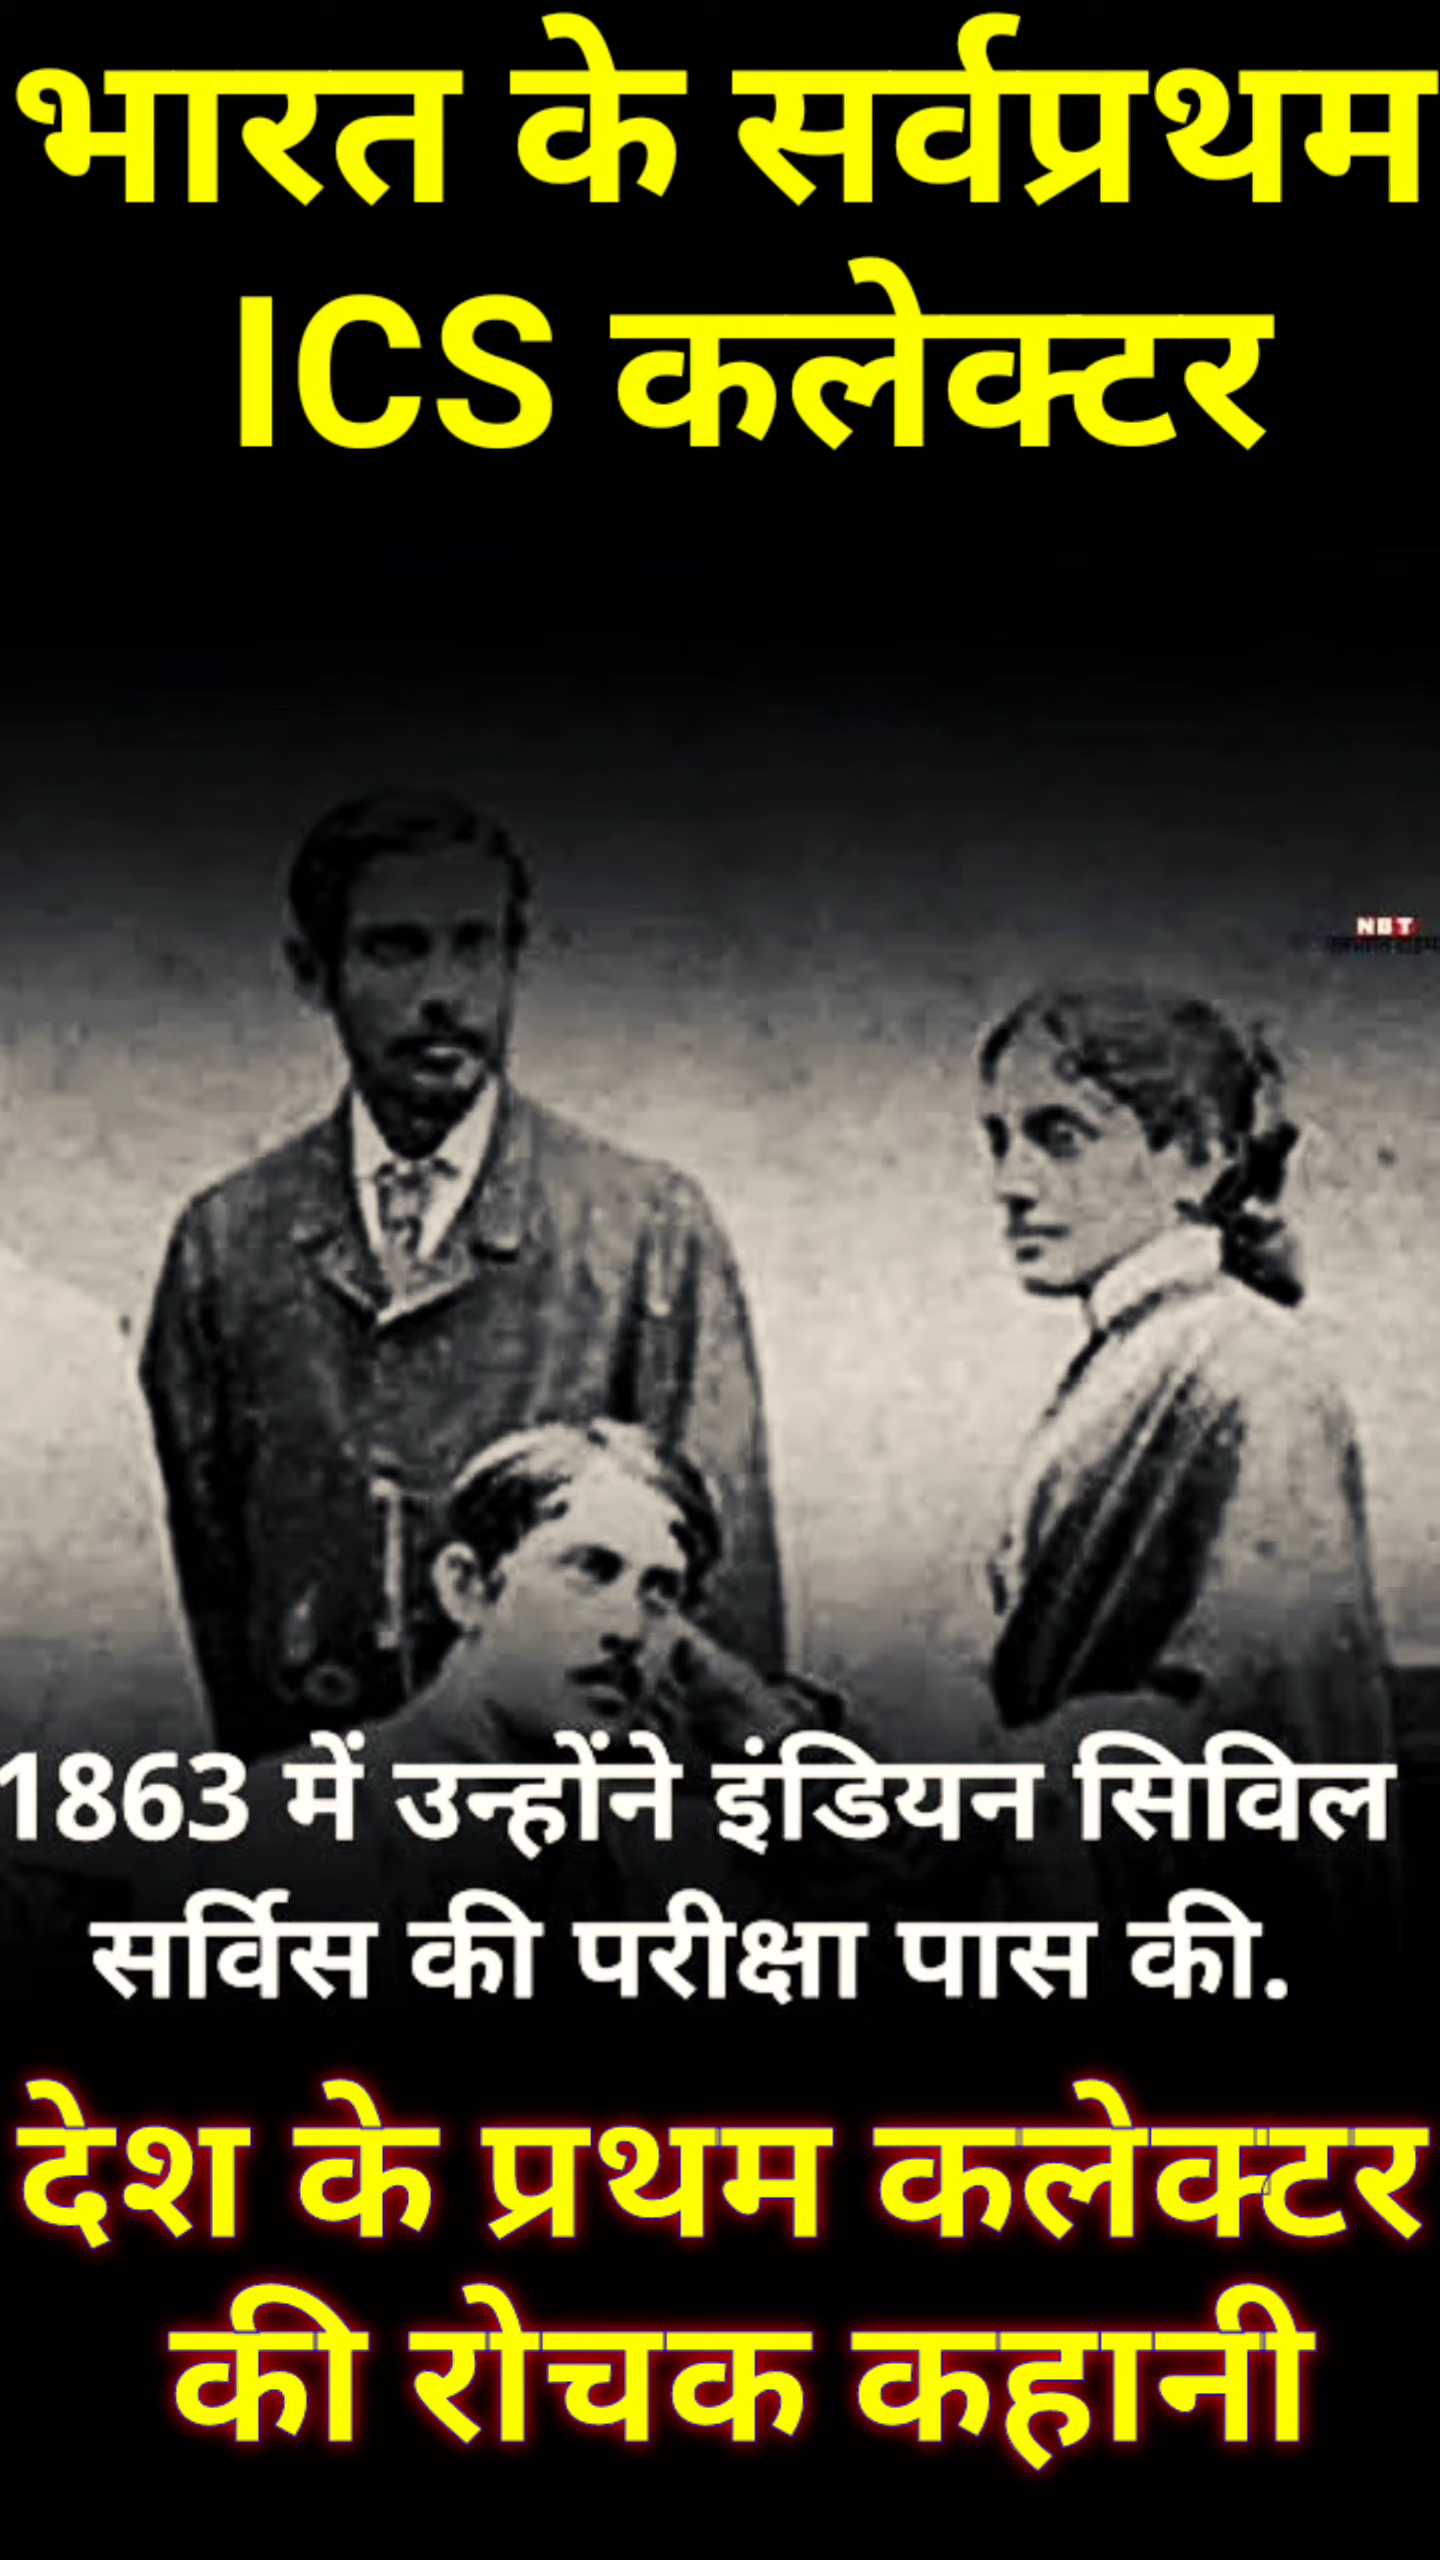 भारत के सर्वप्रथम
ICS कलेक्टर
NBT
1863 में उन्होंने इंडियन सिविल
सर्विस की परीक्षा पास की.
देश के प्रथम कलेक्टर
की रोचक कहानी